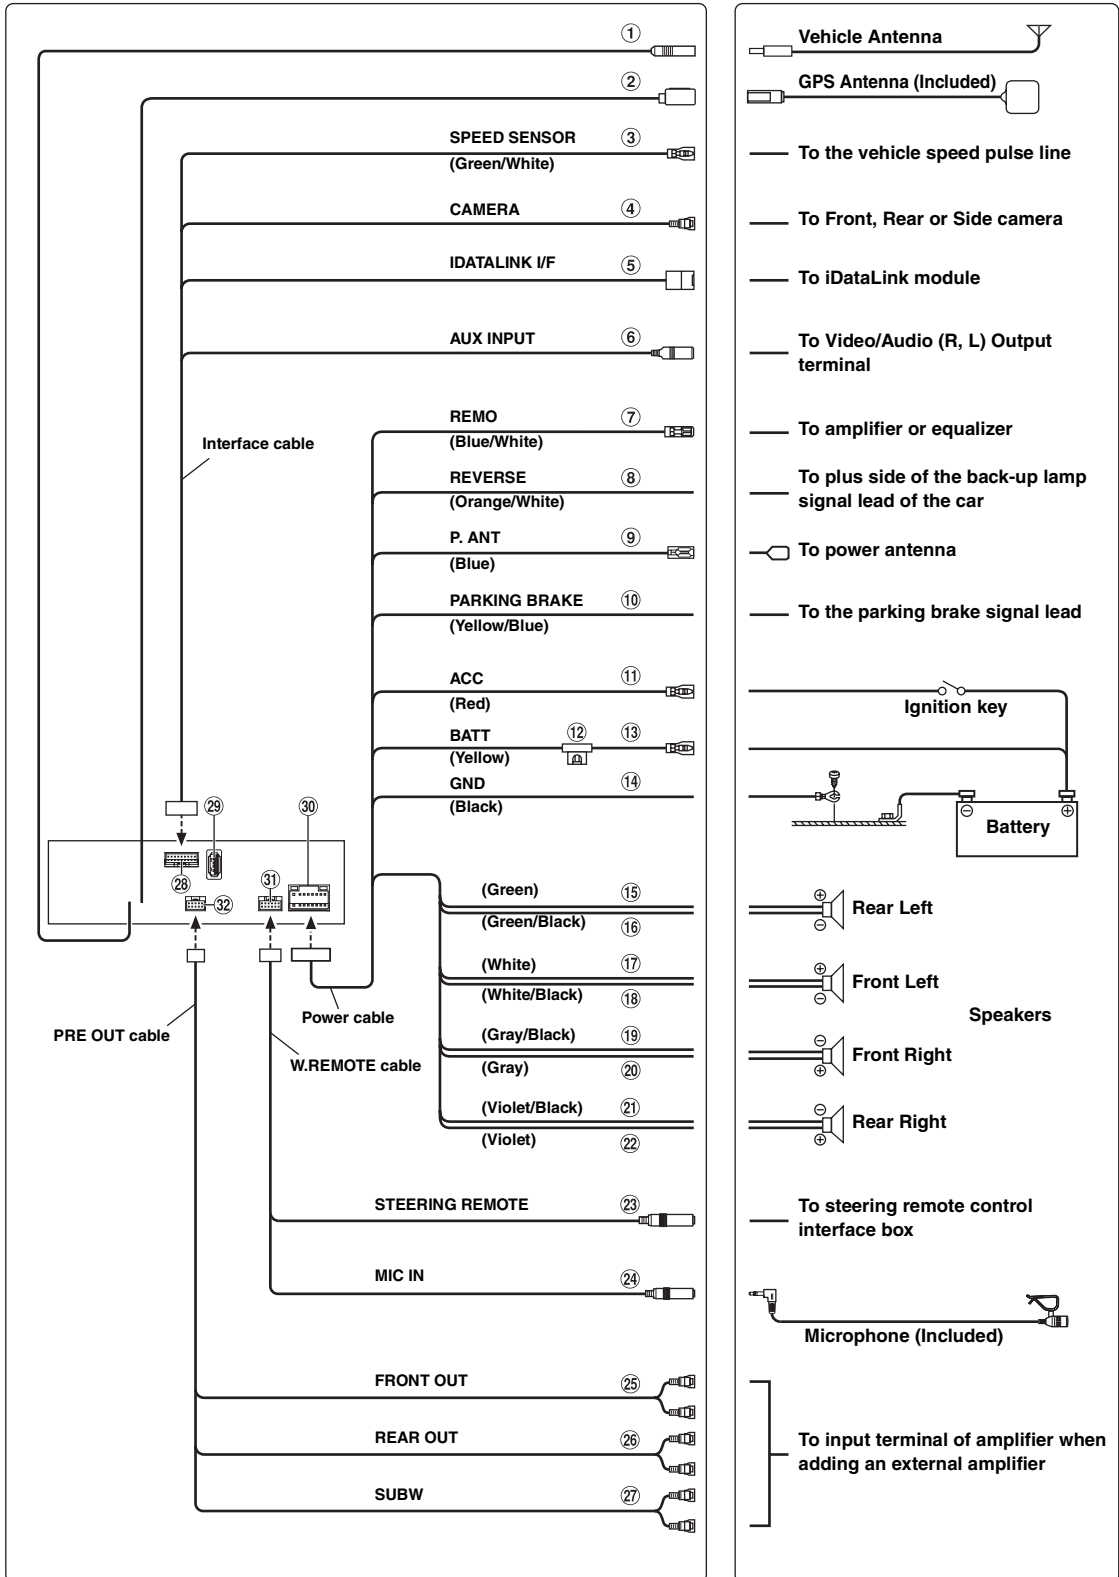 ① Vehicle Antenna
② GPS Antenna (Included)
SPEED SENSOR ③
(Green/White)
To the vehicle speed pulse line
CAMERA ④
To Front, Rear or Side camera
IDATALINK I/F ⑤
To iDataLink module
AUX INPUT ⑥
To Video/Audio (R, L) Output
terminal
REMO ⑦
(Blue/White)
To amplifier or equalizer
Interface cable
REVERSE ⑧
(Orange/White)
To plus side of the back-up lamp
signal lead of the car
P. ANT ⑨
(Blue)
To power antenna
PARKING BRAKE ⑩
(Yellow/Blue)
To the parking brake signal lead
ACC ⑪
(Red)
Ignition key
BATT ⑫ ⑬
(Yellow)
GND ⑭
(Black)
⊖ ⊕
Battery
㉙ ㉚
㉘ ㉛
㉜
(Green) ⑮
(Green/Black) ⑯
⊕
⊖
Rear Left
(White) ⑰
(White/Black) ⑱
⊕
⊖
Front Left
Speakers
Power cable
PRE OUT cable
W.REMOTE cable
(Gray/Black) ⑲
(Gray) ⑳
⊖
⊕
Front Right
(Violet/Black) ㉑
(Violet) ㉒
⊖
⊕
Rear Right
STEERING REMOTE ㉓
To steering remote control
interface box
MIC IN ㉔
Microphone (Included)
FRONT OUT ㉕
REAR OUT ㉖
To input terminal of amplifier when
adding an external amplifier
SUBW ㉗